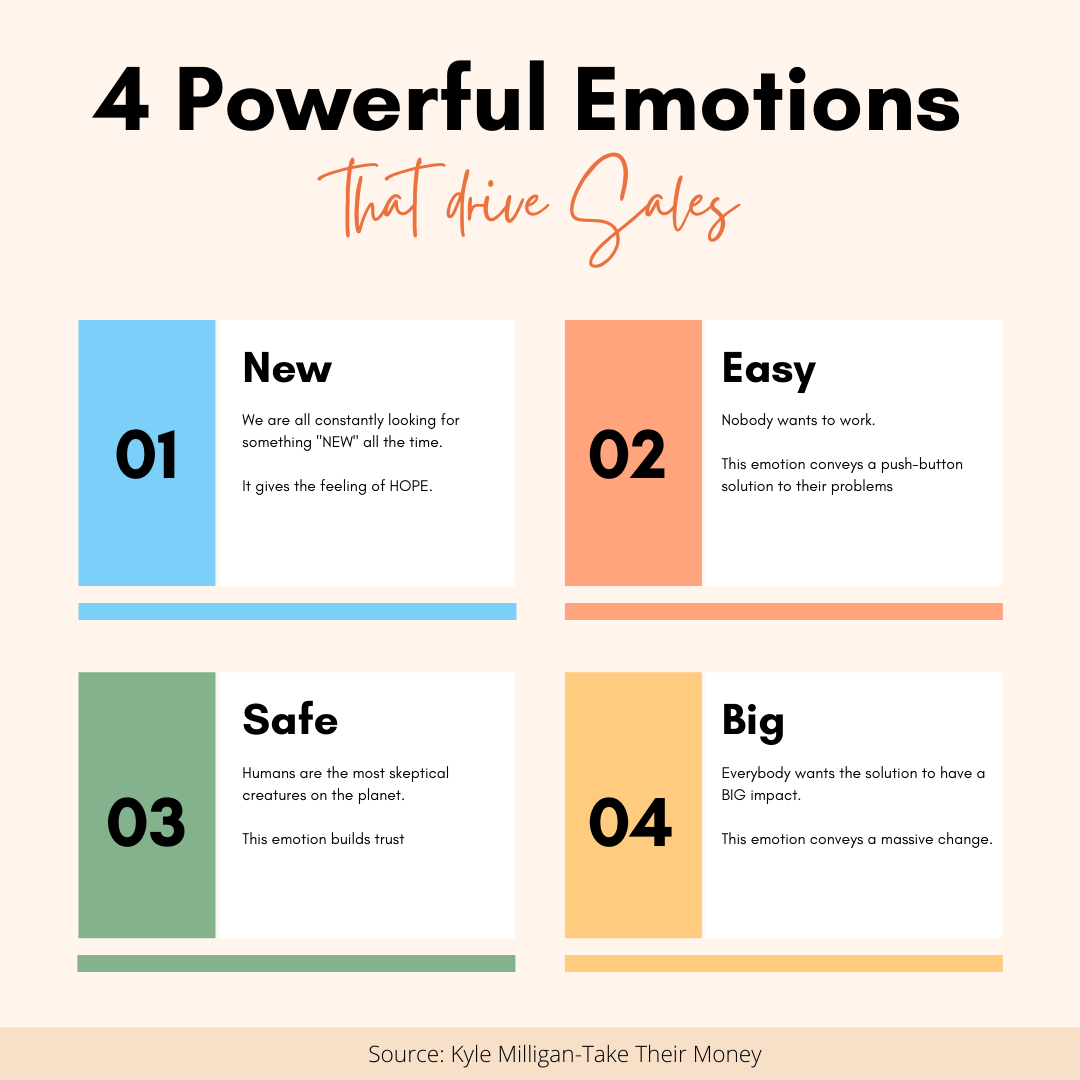 4 Powerful Emotions
that drive Sales
01
New
We are all constantly looking for
something "NEW" all the time.
It gives the feeling of HOPE.
02
Easy
Nobody wants to work.
This emotion conveys a push-button
solution to their problems
03
Safe
Humans are the most skeptical
creatures on the planet.
This emotion builds trust
04
Big
Everybody wants the solution to have a
BIG impact.
This emotion conveys a massive change.
Source: Kyle Milligan-Take Their Money